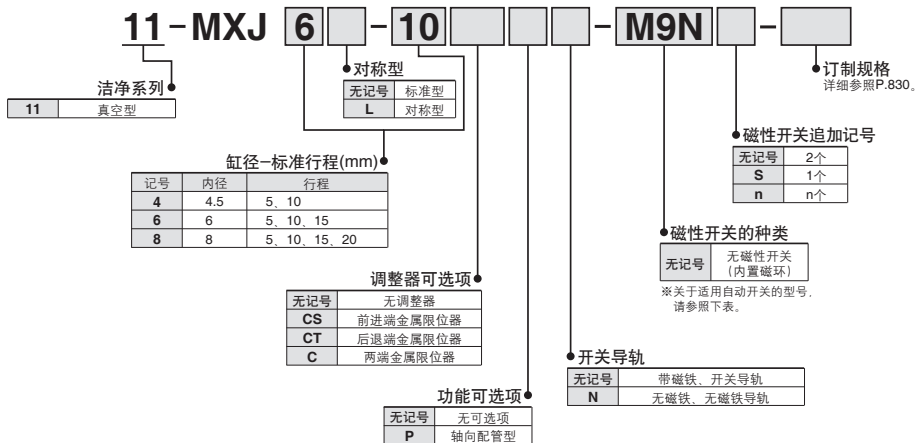 11-MXJ 6 - 10 - M9N -
洁净系列
11 真空型
对称型
无记号 标准型
L 对称型
缸径-标准行程(mm)
记号 内径 行程
4 4.5 5、10
6 6 5、10、15
8 8 5、10、15、20
调整器可选项
无记号 无调整器
CS 前进端金属限位器
CT 后退端金属限位器
C 两端金属限位器
功能可选项
无记号 无可选项
P 轴向配管型
开关导轨
无记号 带磁铁、开关导轨
N 无磁铁、无磁铁导轨
磁性开关的种类
无记号 无磁性开关
(内置磁环)
※关于适用自动开关的型号,
请参照下表。
磁性开关追加记号
无记号 2个
S 1个
n n个
订制规格
详细参照P.830。